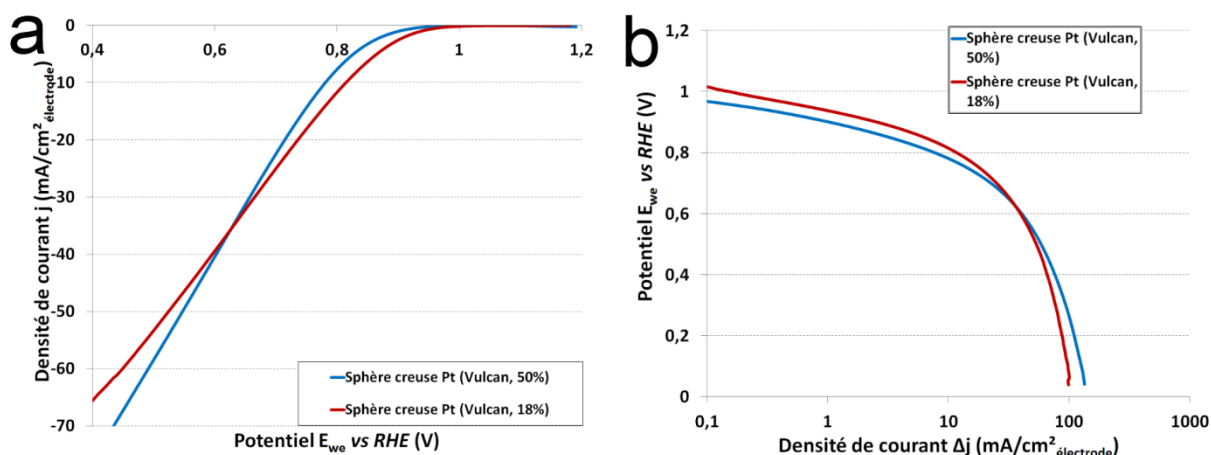 a
0
-10
-20
-30
-40
-50
-60
-70
0,4
0,6
0,8
1
1,2
Densité de courant j (mA/cm²électrode)
Potentiel Ewe vs RHE (V)
Sphère creuse Pt (Vulcan, 50%)
Sphère creuse Pt (Vulcan, 18%)
b
1,2
1
0,8
0,6
0,4
0,2
0
0,1
1
10
100
1000
Potentiel Ewe vs RHE (V)
Densité de courant Δj (mA/cm²électrode)
Sphère creuse Pt (Vulcan,
50%)
Sphère creuse Pt (Vulcan,
18%)